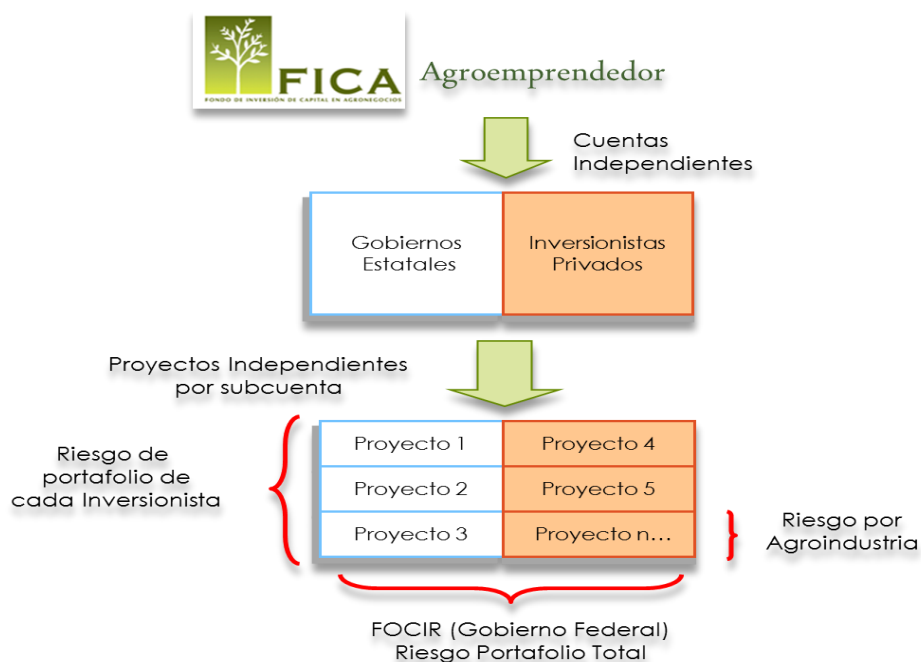 FICA
FONDO DE INVERSIÓN DE CAPITAL EN AGRONEGOCIOS
Agroemprendedor
Cuentas
Independientes
Gobiernos
Estatales
Inversionistas
Privados
Proyectos Independientes
por subcuenta
Riesgo de
portafolio de
cada Inversionista
Proyecto 1
Proyecto 4
Proyecto 2
Proyecto 5
Proyecto 3
Proyecto n...
Riesgo por
Agroindustria
FOCIR (Gobierno Federal)
Riesgo Portafolio Total